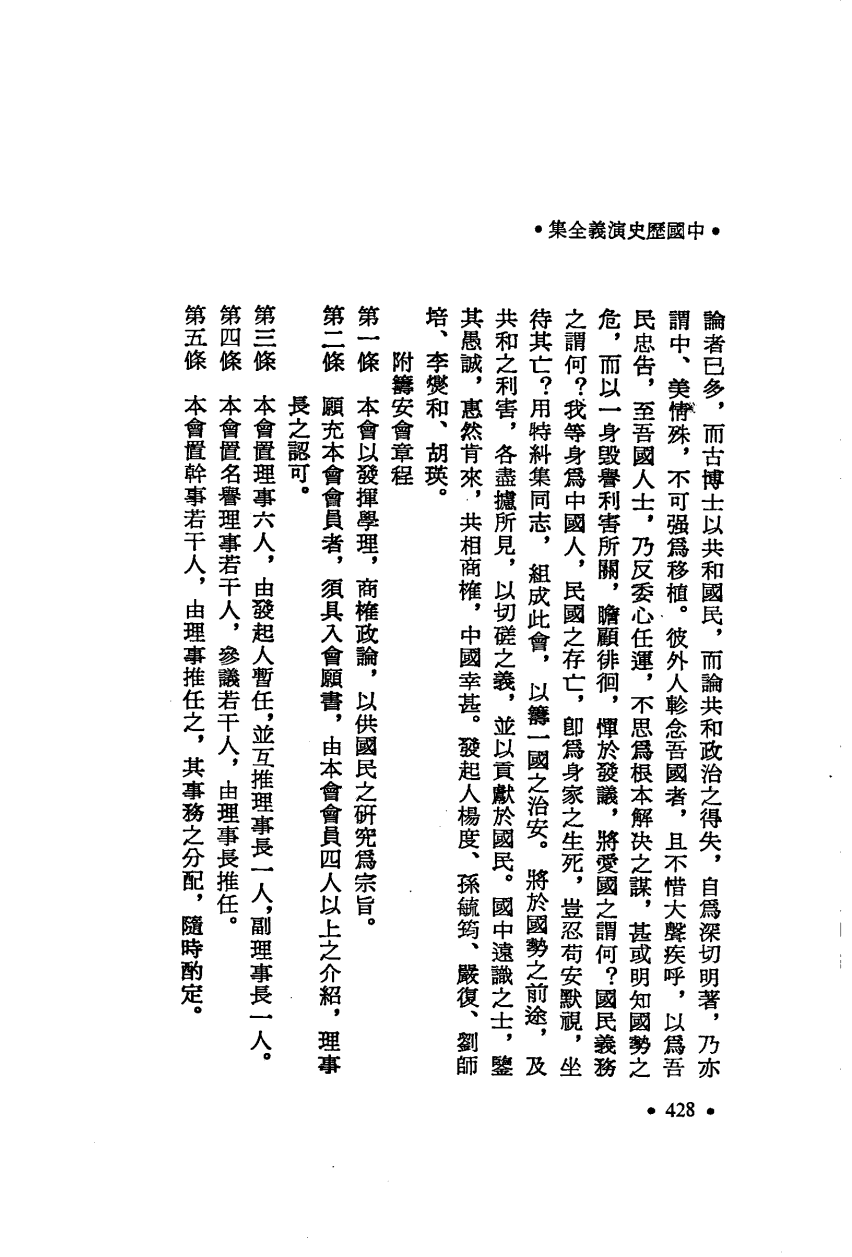 •中國歷史演義全集•
論者已多，而古博士以共和國民，而論共和政治之得失，自爲深切明著，乃亦
謂中、美情殊，不可强爲移植。彼外人軫念吾國者，且不惜大聲疾呼，以爲吾
民忠告，至吾國人士，乃反委心任運，不思爲根本解决之謀，甚或明知國勢之
危，而以一身毁譽利害所關，瞻顧徘徊，憚於發議，將愛國之謂何？國民義務
之謂何？我等身爲中國人，民國之存亡，卽爲身家之生死，豈忍苟安默視，坐
待其亡？用特糾集同志，組成此會，以籌一國之治安。將於國勢之前途，及
共和之利害，各盡攄所見，以切磋之義，並以貢獻於國民。國中遠識之士，鑒
其愚誠，惠然肯來，共相商榷，中國幸甚。發起人楊度、孫毓筠、嚴復、劉師
培、李燮和、胡瑛。
附籌安會章程
第一條　本會以發揮學理，商榷政論，以供國民之硏究爲宗旨。
第二條　願充本會會員者，須具入會願書，由本會會員四人以上之介紹，理事
長之認可。
第三條　本會置理事六人，由發起人暫任，並互推理事長一人，副理事長一人。
第四條　本會置名譽理事若干人，參議若干人，由理事長推任。
第五條　本會置幹事若干人，由理事推任之，其事務之分配，隨時酌定。
•428•